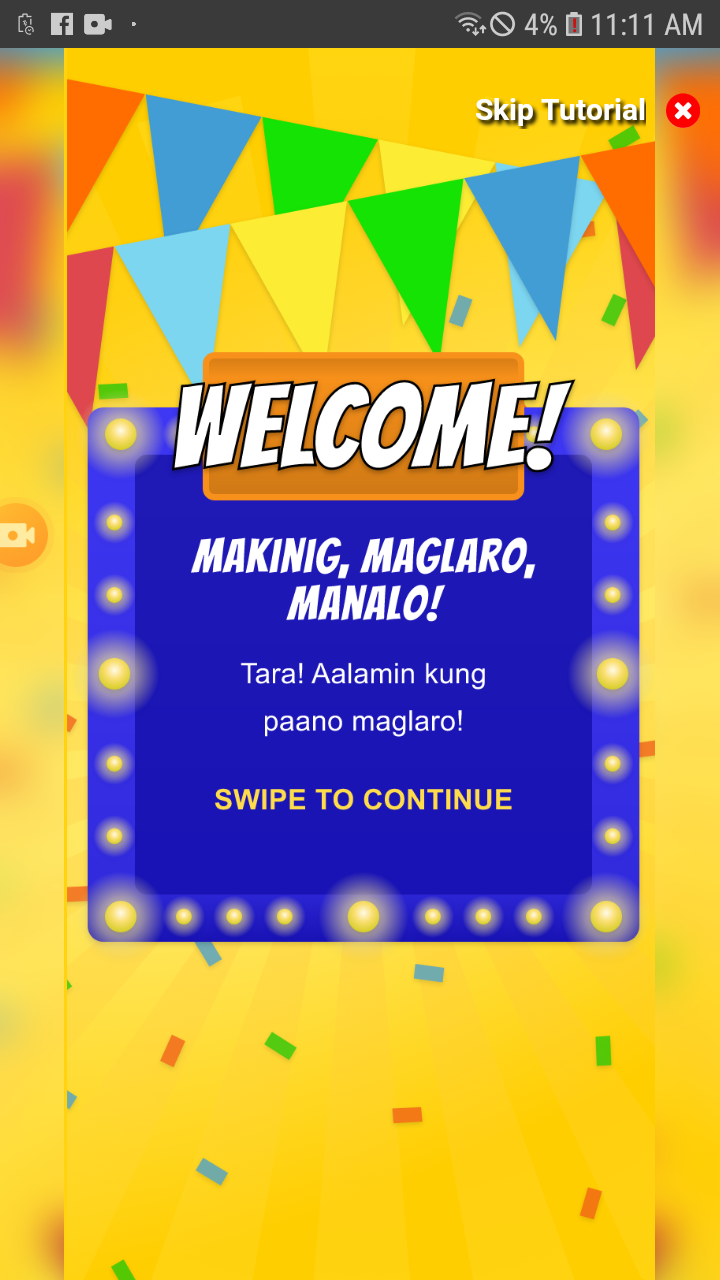 4% 11:11 AM
Skip Tutorial
WELCOME!
MAKINIG, MAGLARO,
MANALO!
Tara! Aalamin kung
paano maglaro!
SWIPE TO CONTINUE